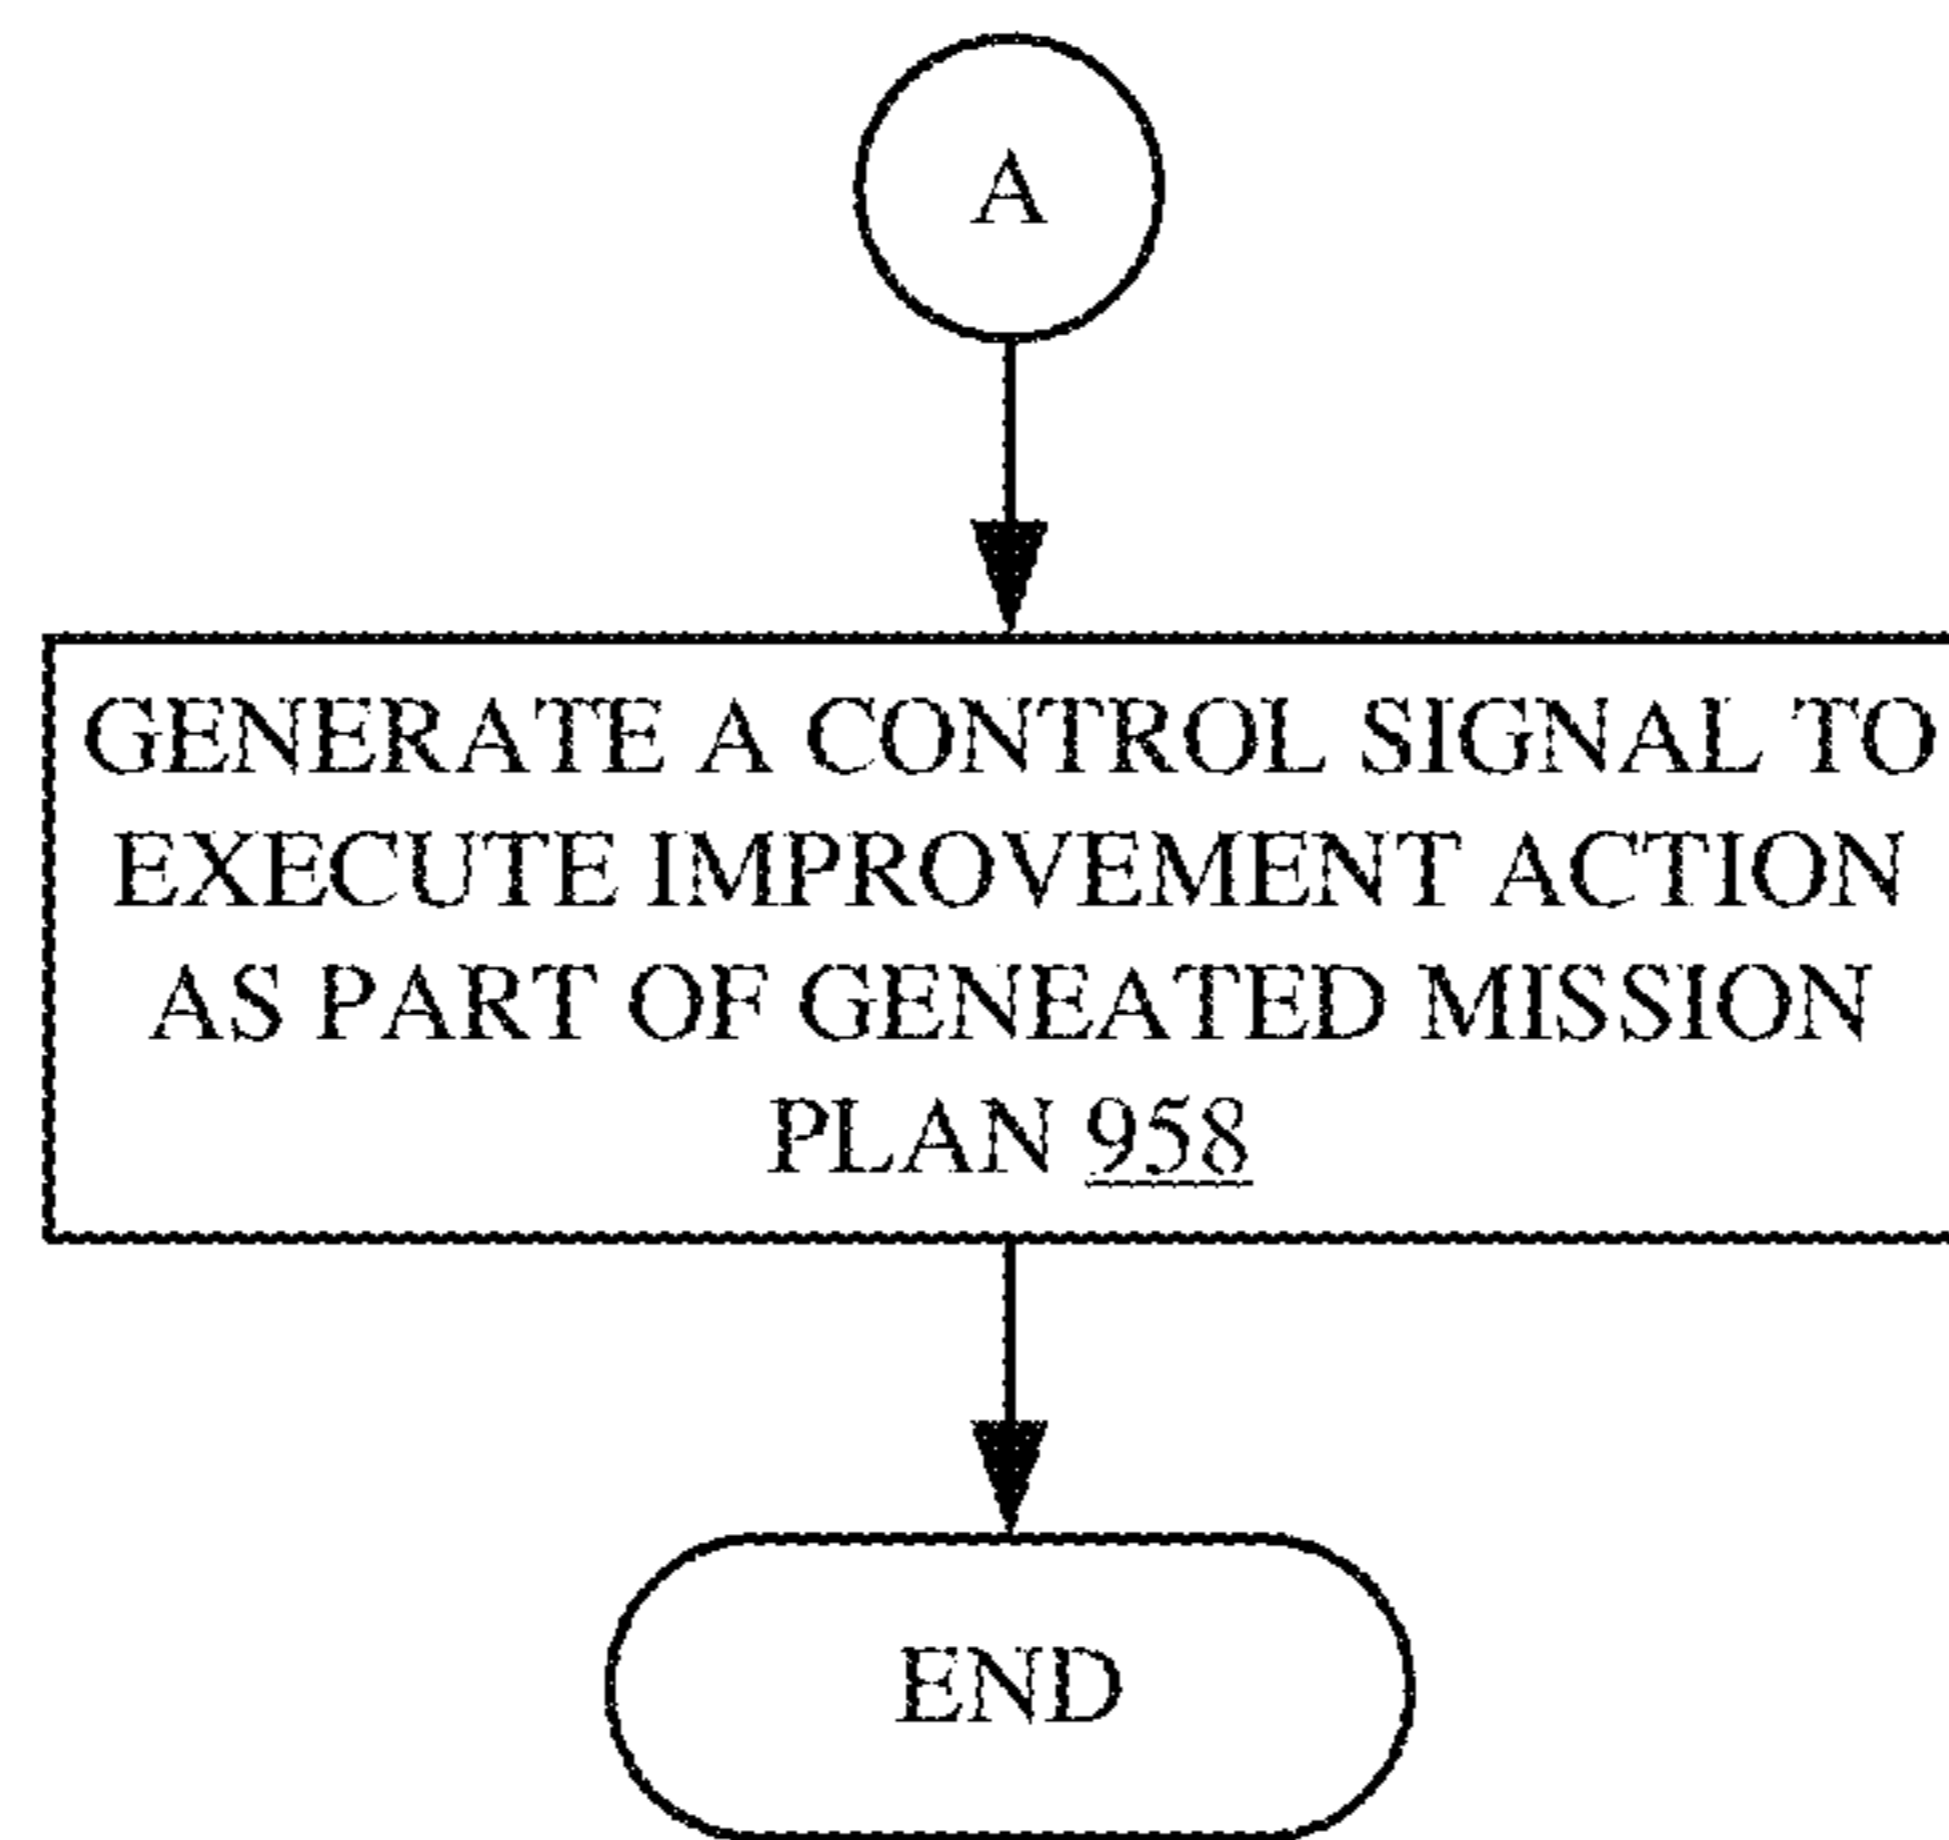 A
GENERATE A CONTROL SIGNAL TO
EXECUTE IMPROVEMENT ACTION
AS PART OF GENEATED MISSION
PLAN 958
END